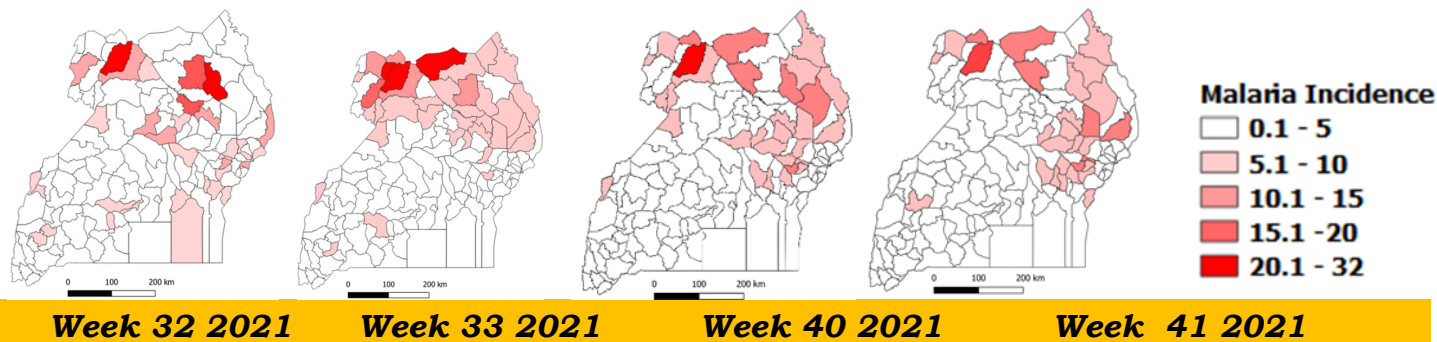 Malaria Incidence
0.1 - 5
5.1 - 10
10.1 - 15
15.1 -20
20.1 - 32
0 100 200 km
0 100 200 km
0 100 200 km
0 100 200 km
Week 32 2021
Week 33 2021
Week 40 2021
Week 41 2021